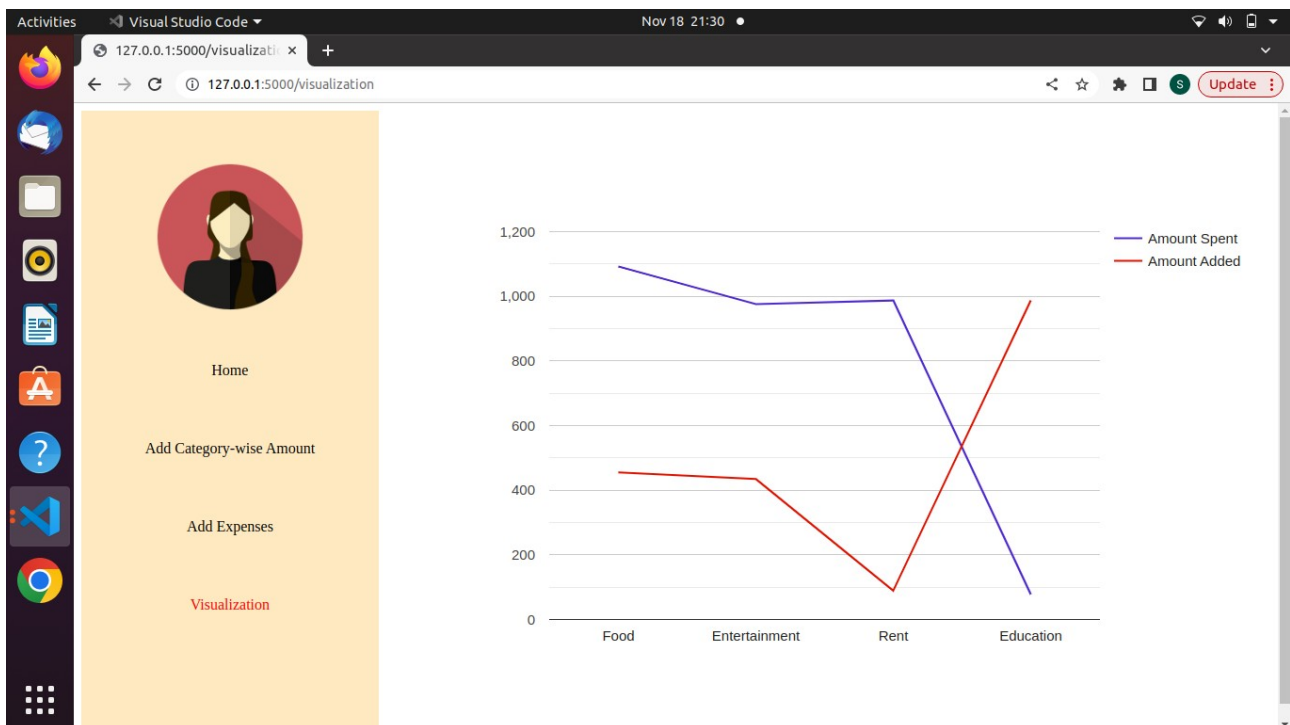 Activities Visual Studio Code Nov 18 21:30
127.0.0.1:5000/visualizati
127.0.0.1:5000/visualization S Update
Home
Add Category-wise Amount
Add Expenses
Visualization
1,200
1,000
800
600
400
200
0
Food Entertainment Rent Education
Amount Spent
Amount Added